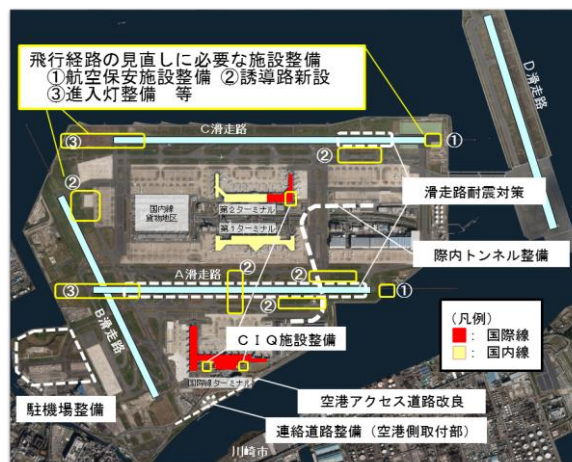 飛行経路の見直しに必要な施設整備
①航空保安施設整備 ②誘導路新設
③進入灯整備 等
D滑走路
C滑走路
③
①
②
②
国内線
貨物地区
第2ターミナル
第1ターミナル
滑走路耐震対策
際内トンネル整備
A滑走路
②
②
③
①
②
B滑走路
CIQ施設整備
(凡例)
: 国際線
: 国内線
国際線ターミナル
駐機場整備
空港アクセス道路改良
連絡道路整備(空港側取付部)
川崎市